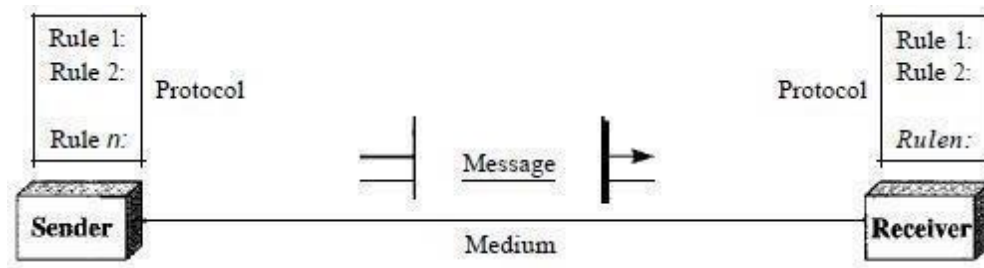 Rule 1:
Rule 2:
Rule n:
Protocol
Message
Protocol
Rule 1:
Rule 2:
Rulen:
Sender
Medium
Receiver